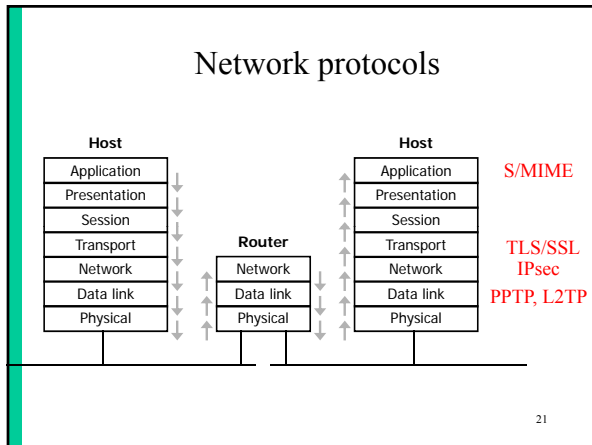 Network protocols
Host
Application
Presentation
Session
Transport
Network
Data link
Physical
Router
Network
Data link
Physical
Host
Application
Presentation
Session
Transport
Network
Data link
Physical
S/MIME
TLS/SSL
IPsec
PPTP, L2TP
21